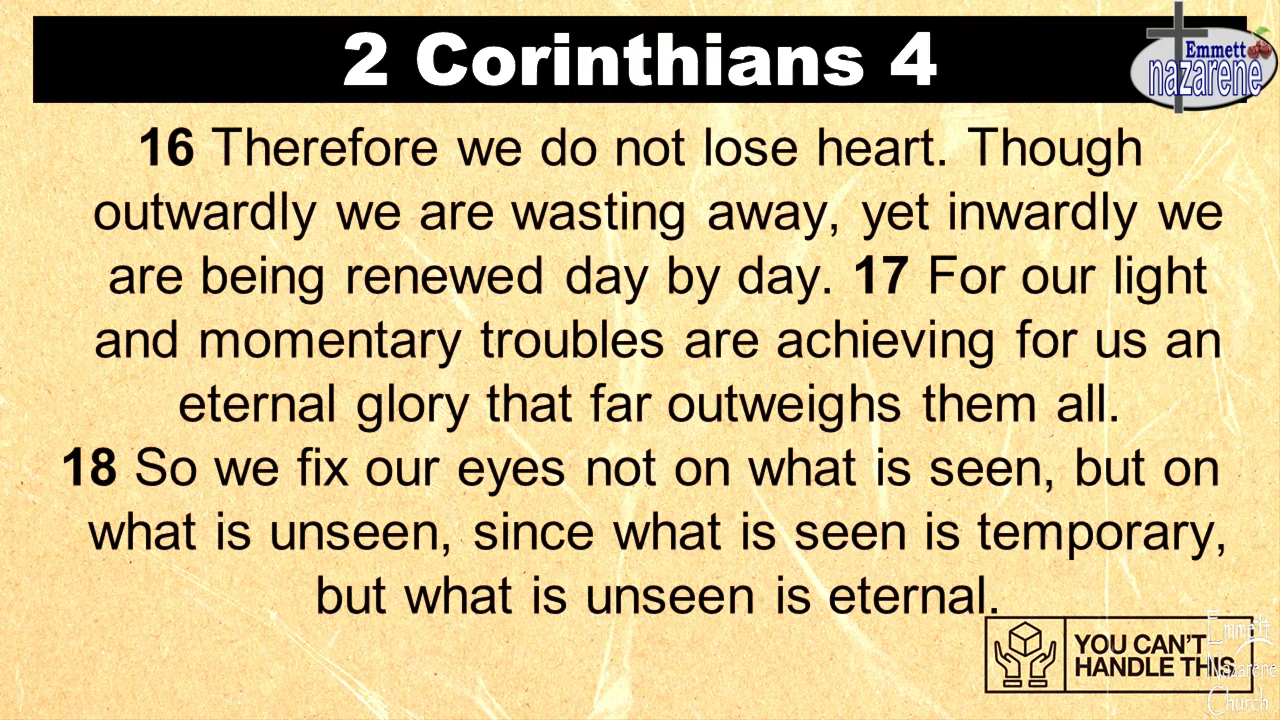 2 Corinthians 4
Emmett
nazarene
16 Therefore we do not lose heart. Though
outwardly we are wasting away, yet inwardly we
are being renewed day by day. 17 For our light
and momentary troubles are achieving for us an
eternal glory that far outweighs them all.
18 So we fix our eyes not on what is seen, but on
what is unseen, since what is seen is temporary,
but what is unseen is eternal.
YOU CAN'T
HANDLE THIS
Emmett
Nazarene
Church